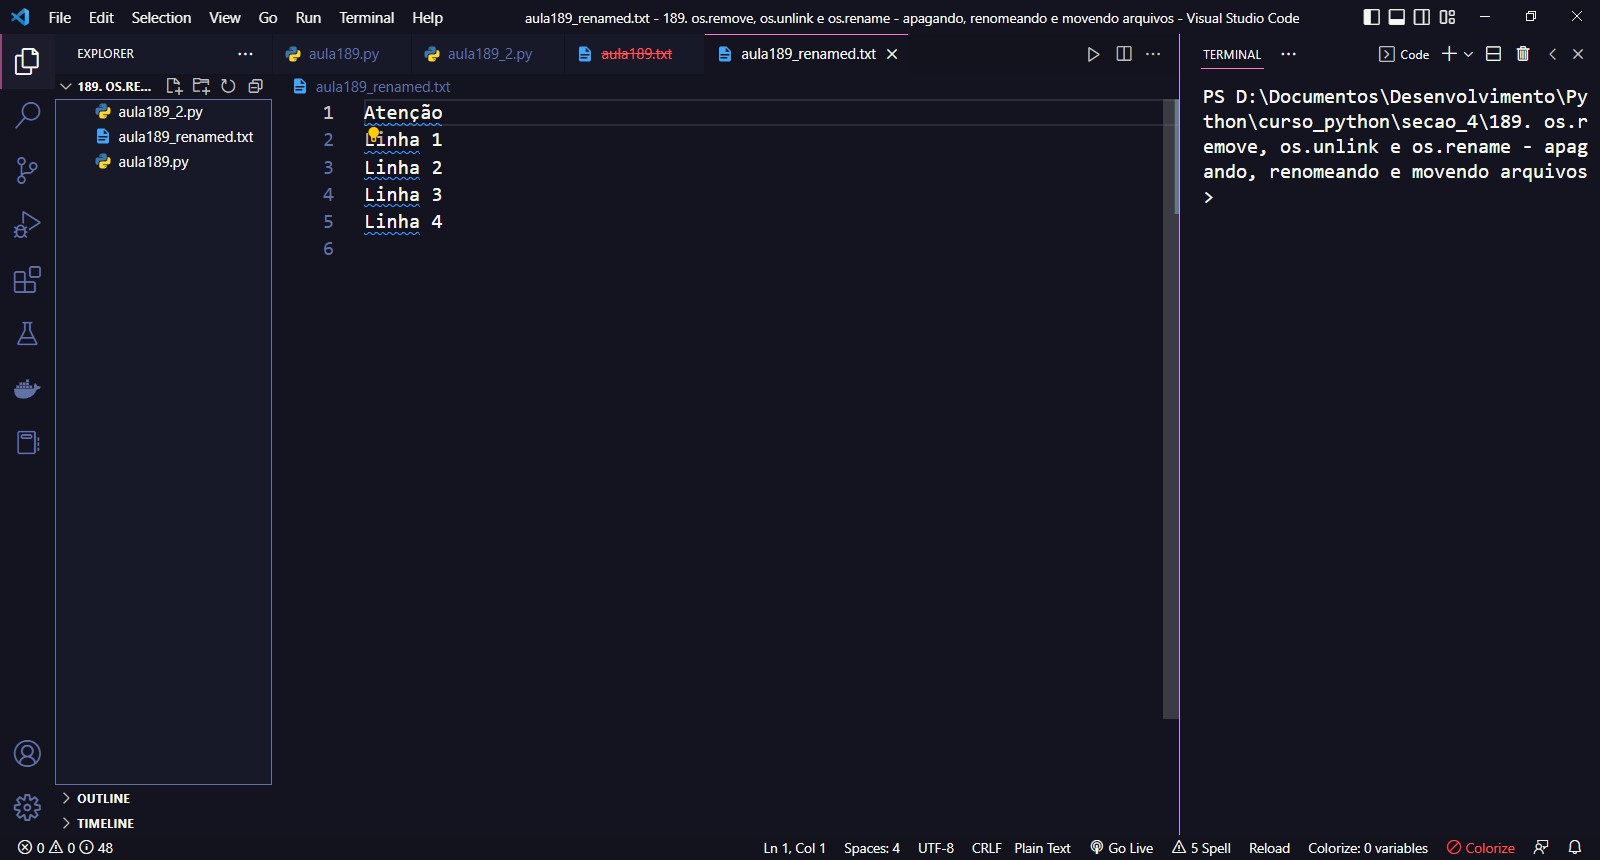 File Edit Selection View Go Run Terminal Help
aula189_renamed.txt - 189. os.remove, os.unlink e os.rename - apagando, renomeando e movendo arquivos - Visual Studio Code
EXPLORER
189. OS.RE...
aula189_2.py
aula189_renamed.txt
aula189.py
OUTLINE
TIMELINE
aula189.py aula189_2.py aula189.txt aula189_renamed.txt
aula189_renamed.txt
1 Atenção
2 Linha 1
3 Linha 2
4 Linha 3
5 Linha 4
6
TERMINAL
Code
PS D:\Documentos\Desenvolvimento\Py
thon\curso_python\secao_4\189. os.r
emove, os.unlink e os.rename - apag
ando, renomeando e movendo arquivos
>
0 0 48
Ln 1, Col 1 Spaces: 4 UTF-8 CRLF Plain Text Go Live 5 Spell Reload Colorize: 0 variables Colorize